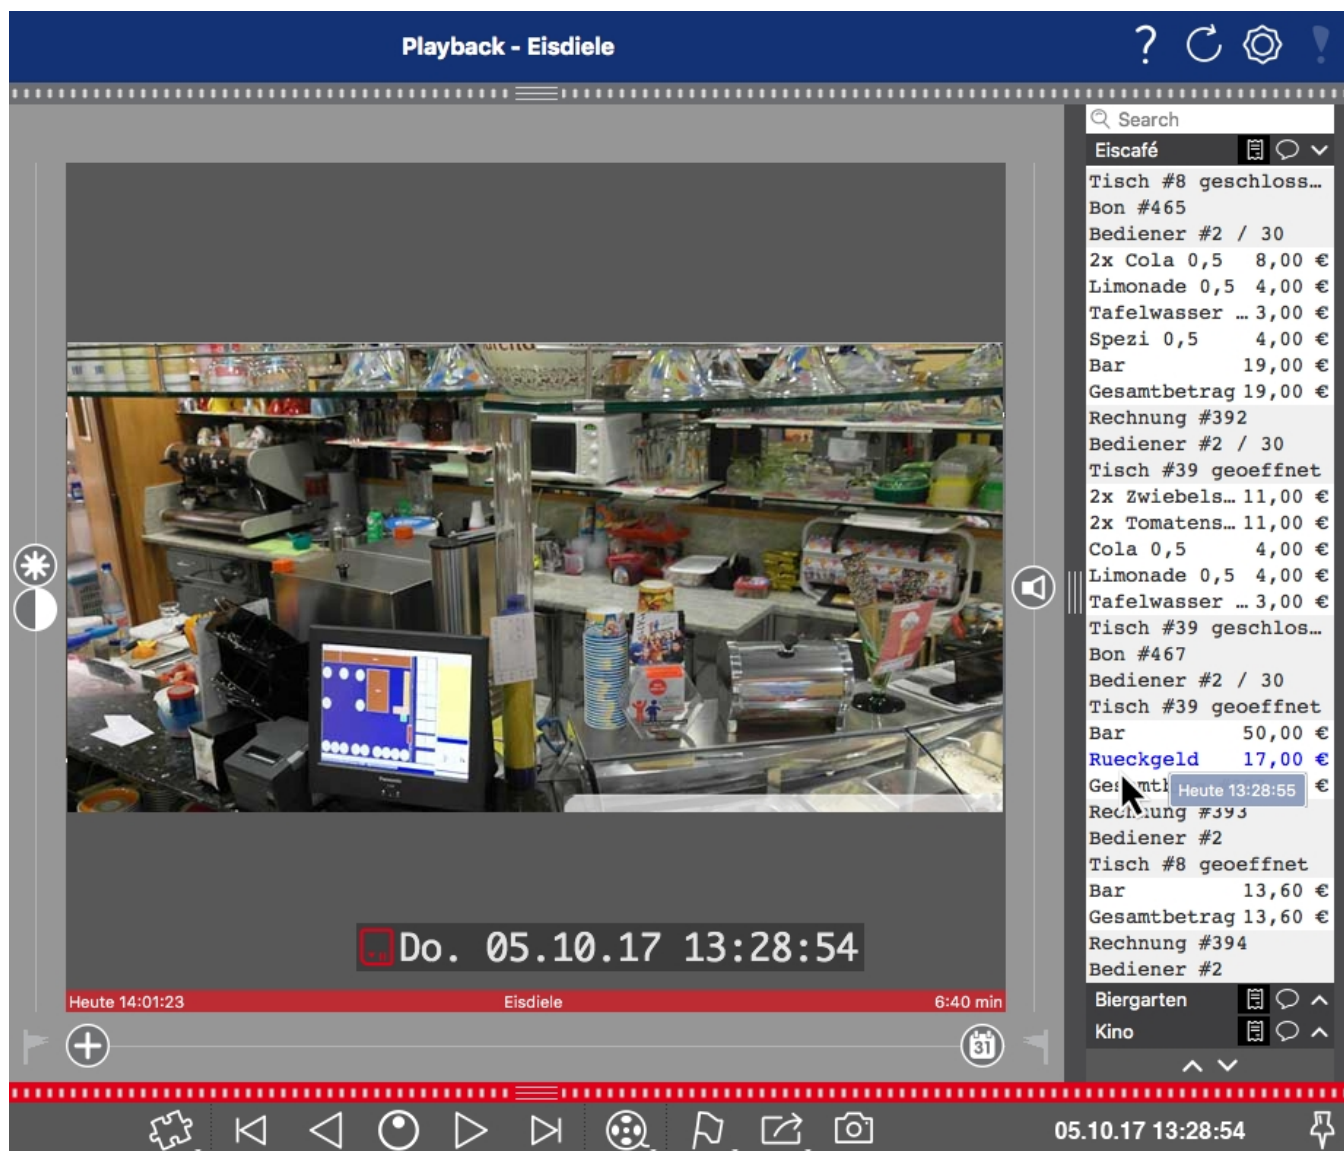 Playback - Eisdiele
Search
Eiscafé
Tisch #8 geschloss…
Bon #465
Bediener #2 / 30
2x Cola 0,5 8,00 €
Limonade 0,5 4,00 €
Tafelwasser … 3,00 €
Spezi 0,5 4,00 €
Bar 19,00 €
Gesamtbetrag 19,00 €
Rechnung #392
Bediener #2 / 30
Tisch #39 geoeffnet
2x Zwiebels… 11,00 €
2x Tomatens… 11,00 €
Cola 0,5 4,00 €
Limonade 0,5 4,00 €
Tafelwasser … 3,00 €
Tisch #39 geschlos…
Bon #467
Bediener #2 / 30
Tisch #39 geoeffnet
Bar 50,00 €
Rueckgeld 17,00 €
€
Heute 13:28:55
Rechnung #393
Bediener #2
Tisch #8 geoeffnet
Bar 13,60 €
Gesamtbetrag 13,60 €
Rechnung #394
Bediener #2
Biergarten
Kino
Do. 05.10.17 13:28:54
Heute 14:01:23 Eisdiele 6:40 min
31
05.10.17 13:28:54